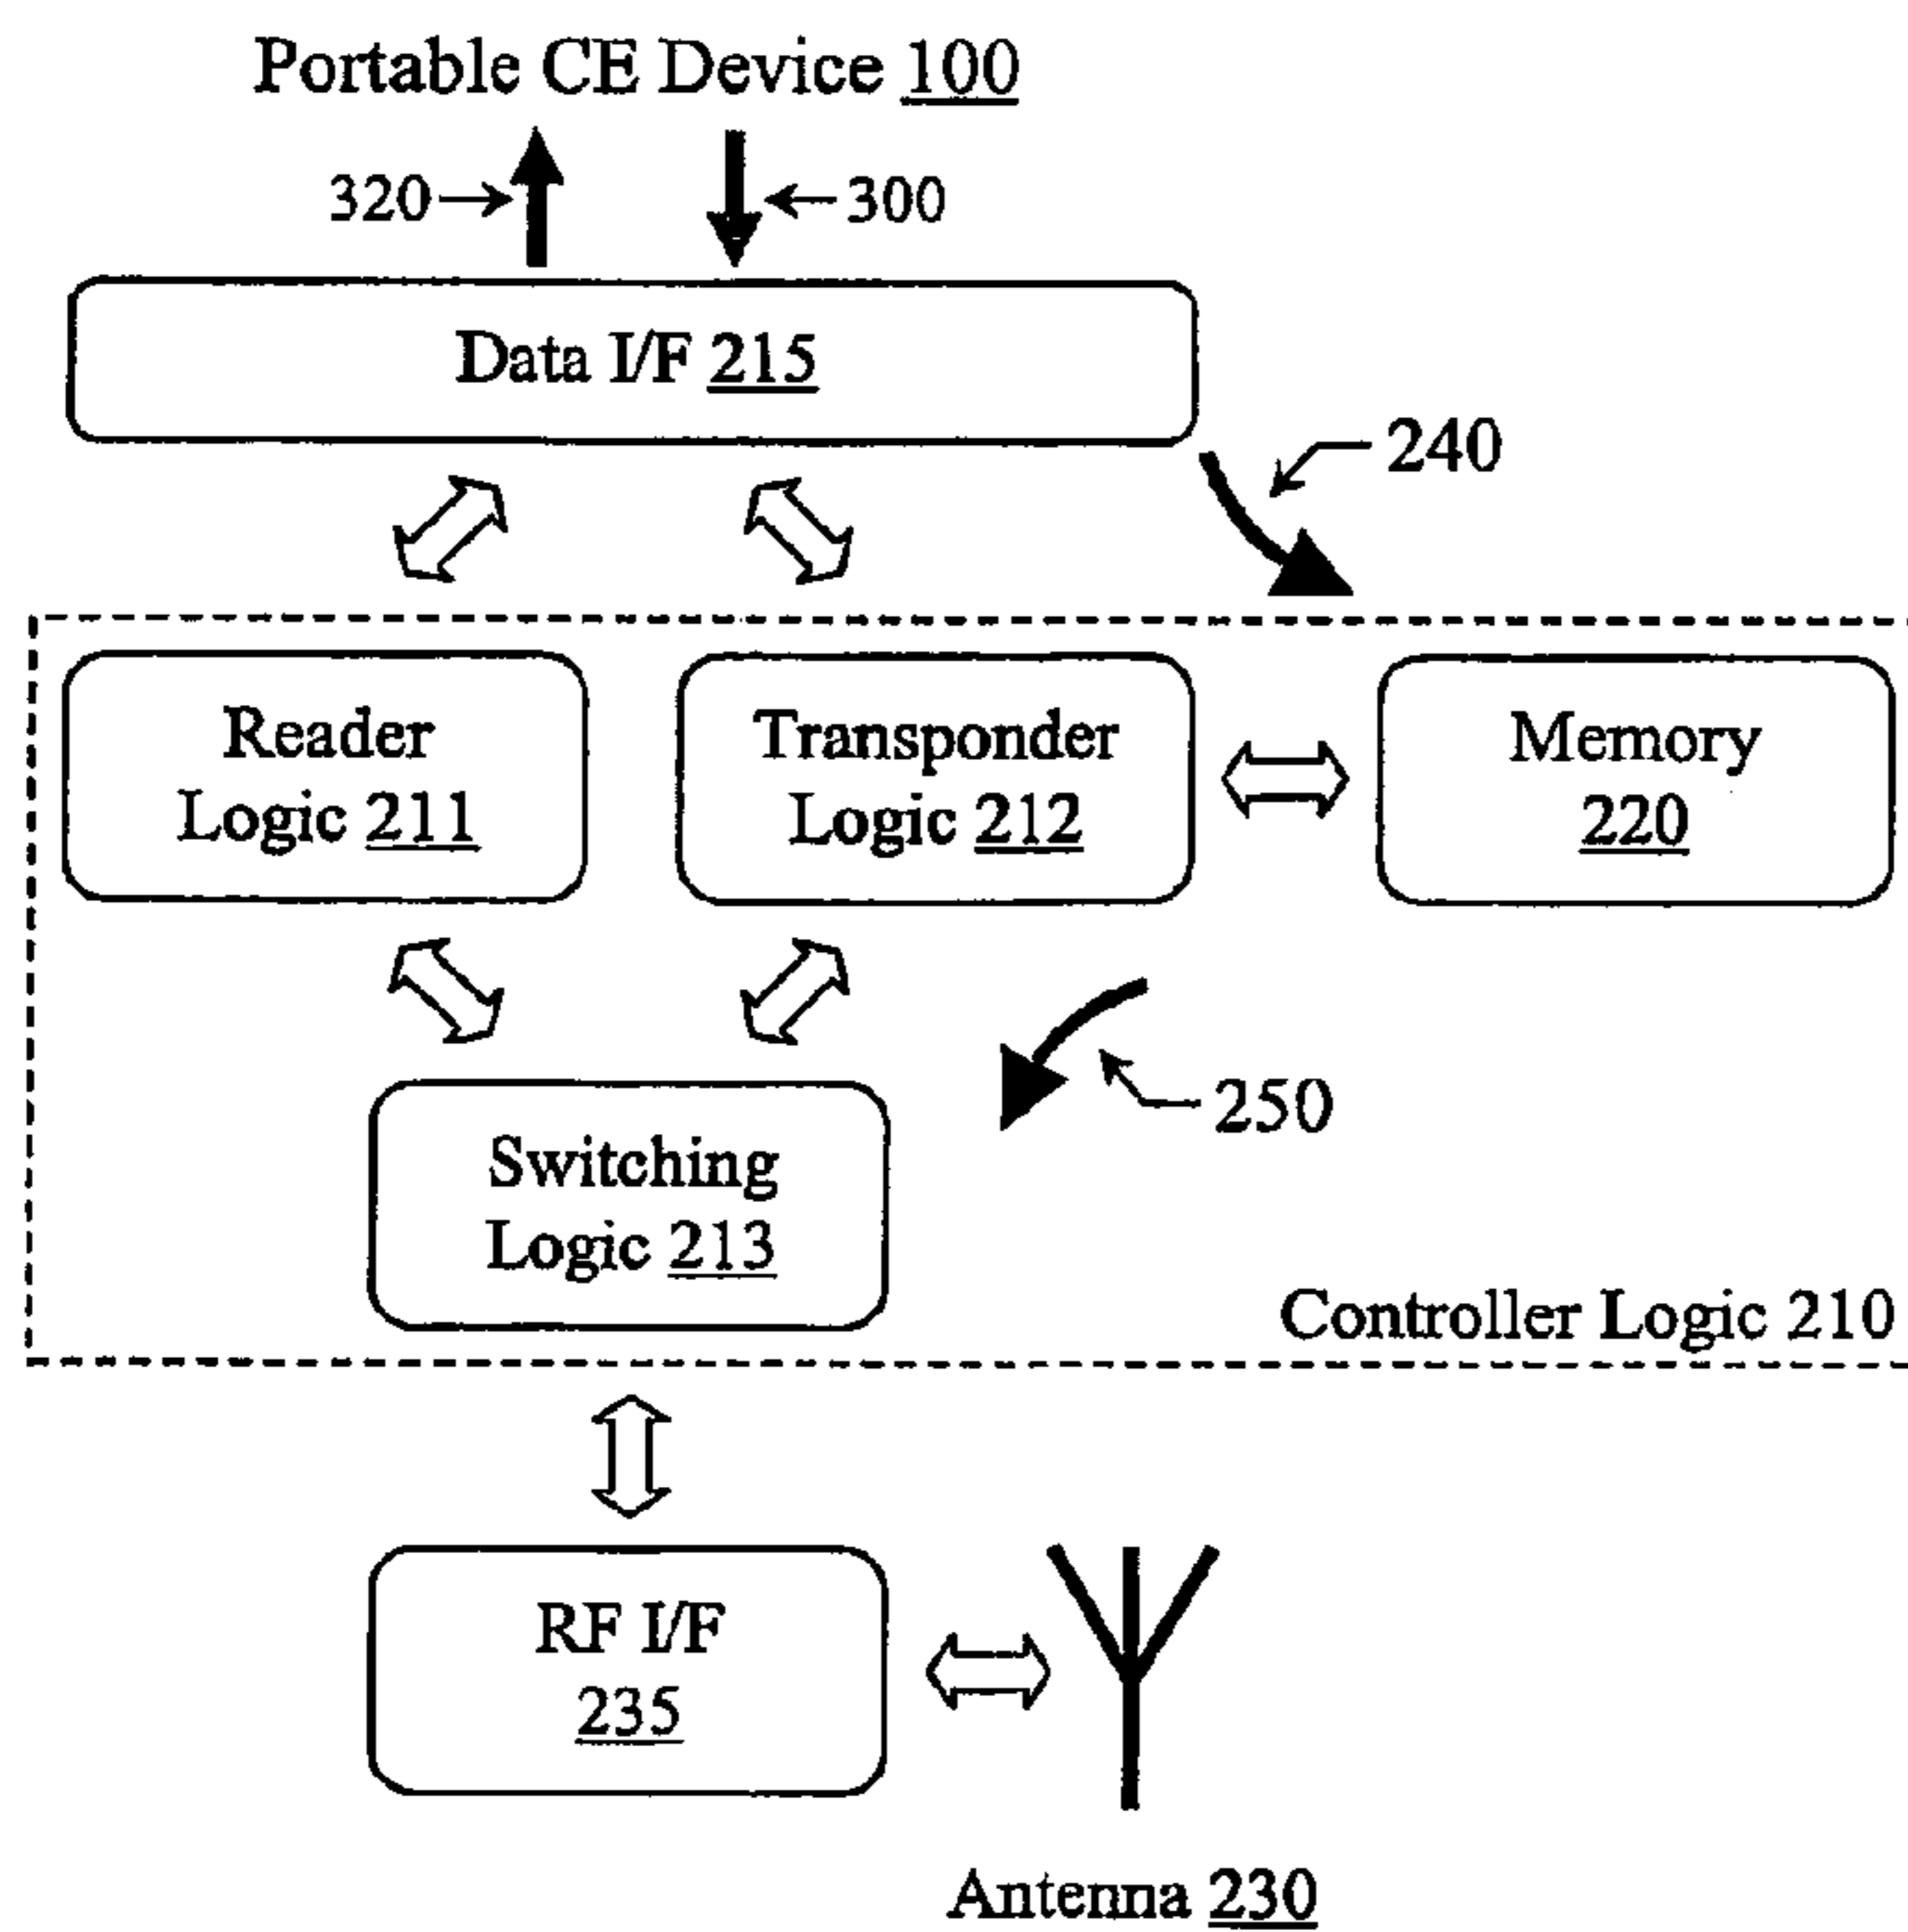 Portable CE Device 100
320
300
Data I/F 215
240
Reader
Logic 211
Transponder
Logic 212
Memory
220
250
Switching
Logic 213
Controller Logic 210
RF I/F
235
Antenna 230